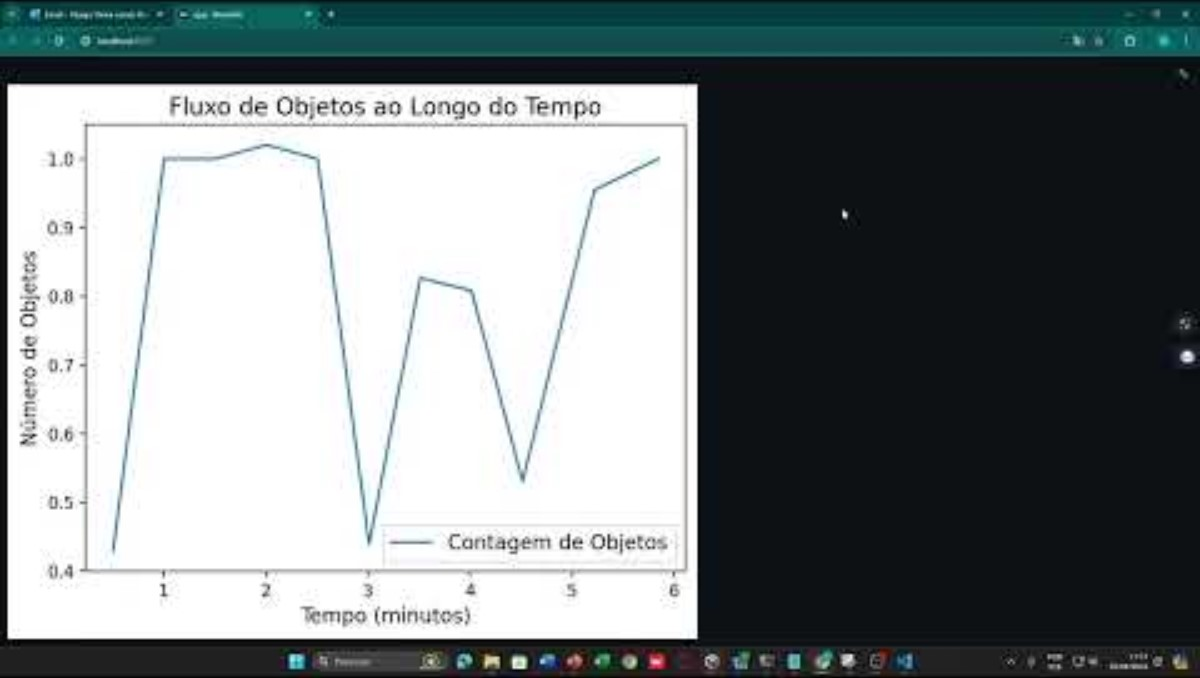 localhost
Fluxo de Objetos ao Longo do Tempo
Número de Objetos
1.0
0.9
0.8
0.7
0.6
0.5
0.4
Contagem de Objetos
1 2 3 4 5 6
Tempo (minutos)